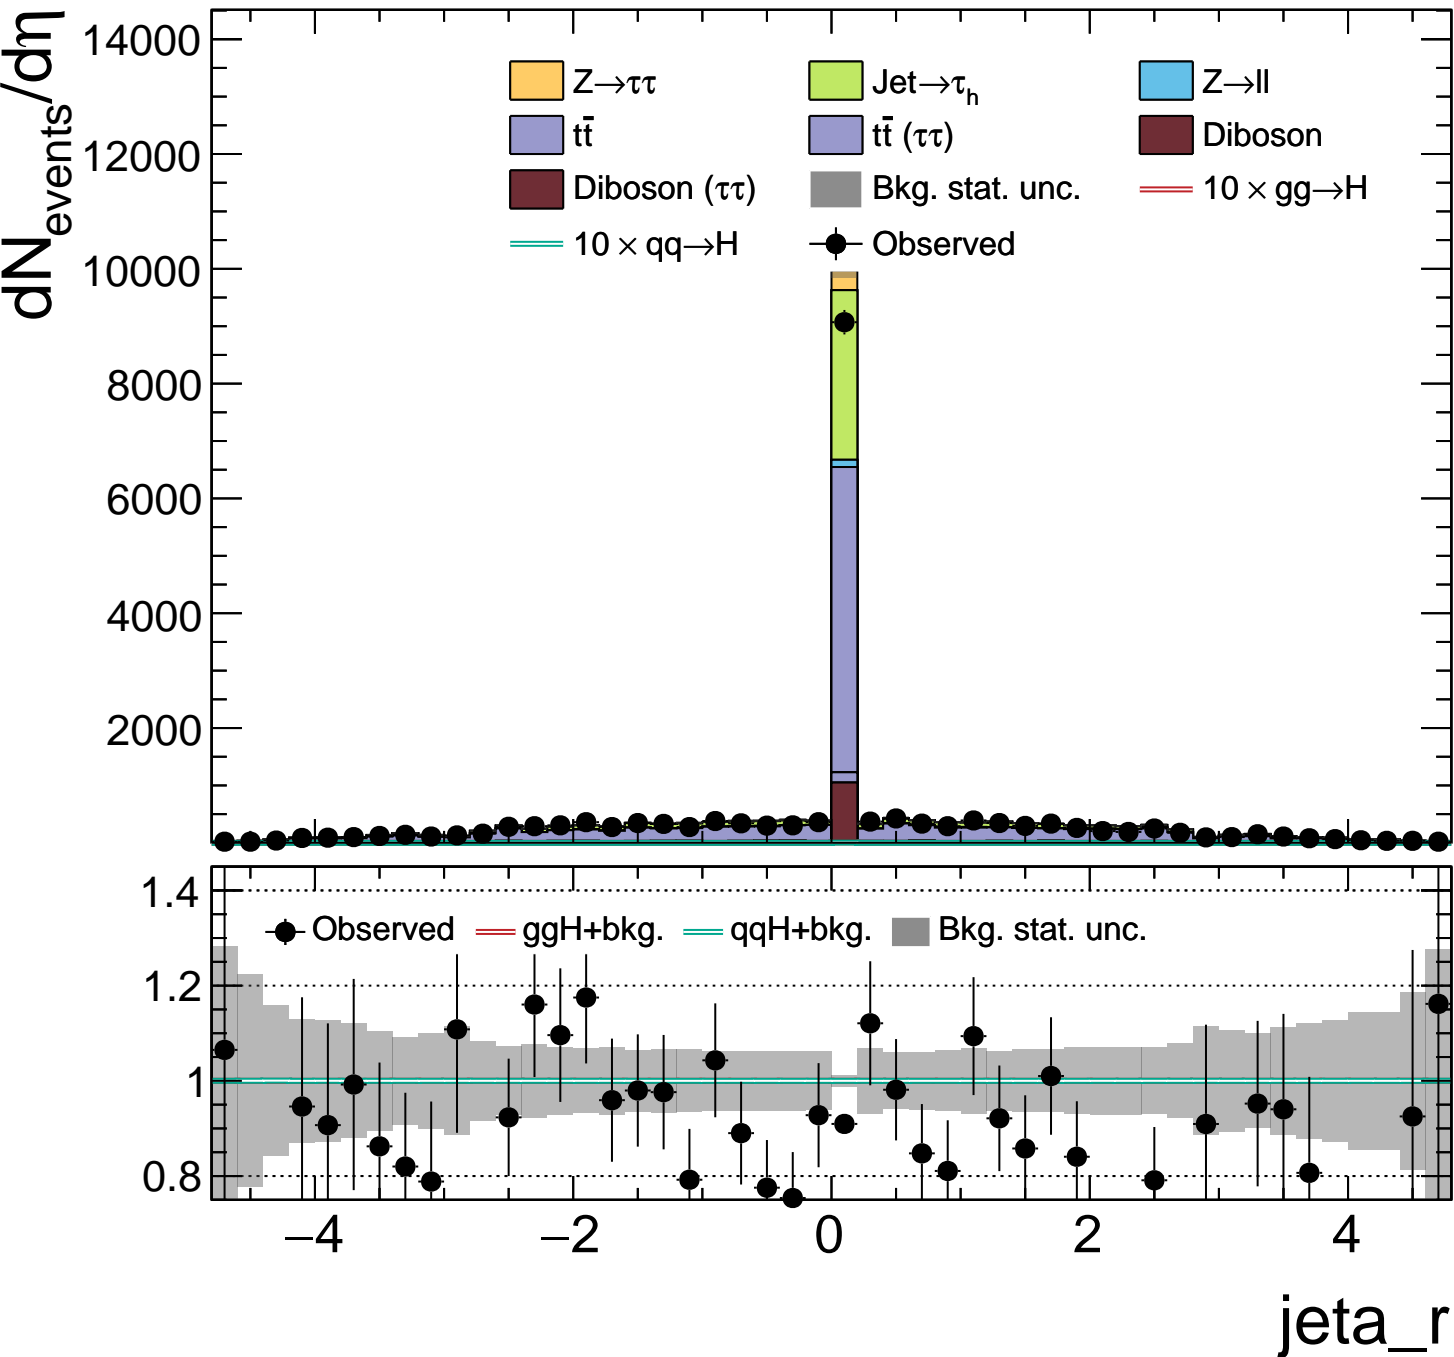 dN_events/dη
14000
12000
10000
8000
6000
4000
2000
Z→ττ Jet→τ_h Z→ll
tt̄ tt̄ (ττ) Diboson
Diboson (ττ) Bkg. stat. unc. 10 × gg→H
10 × qq→H Observed
1.4
1.2
1
0.8
Observed ggH+bkg. qqH+bkg. Bkg. stat. unc.
−4 −2 0 2 4
jeta_r